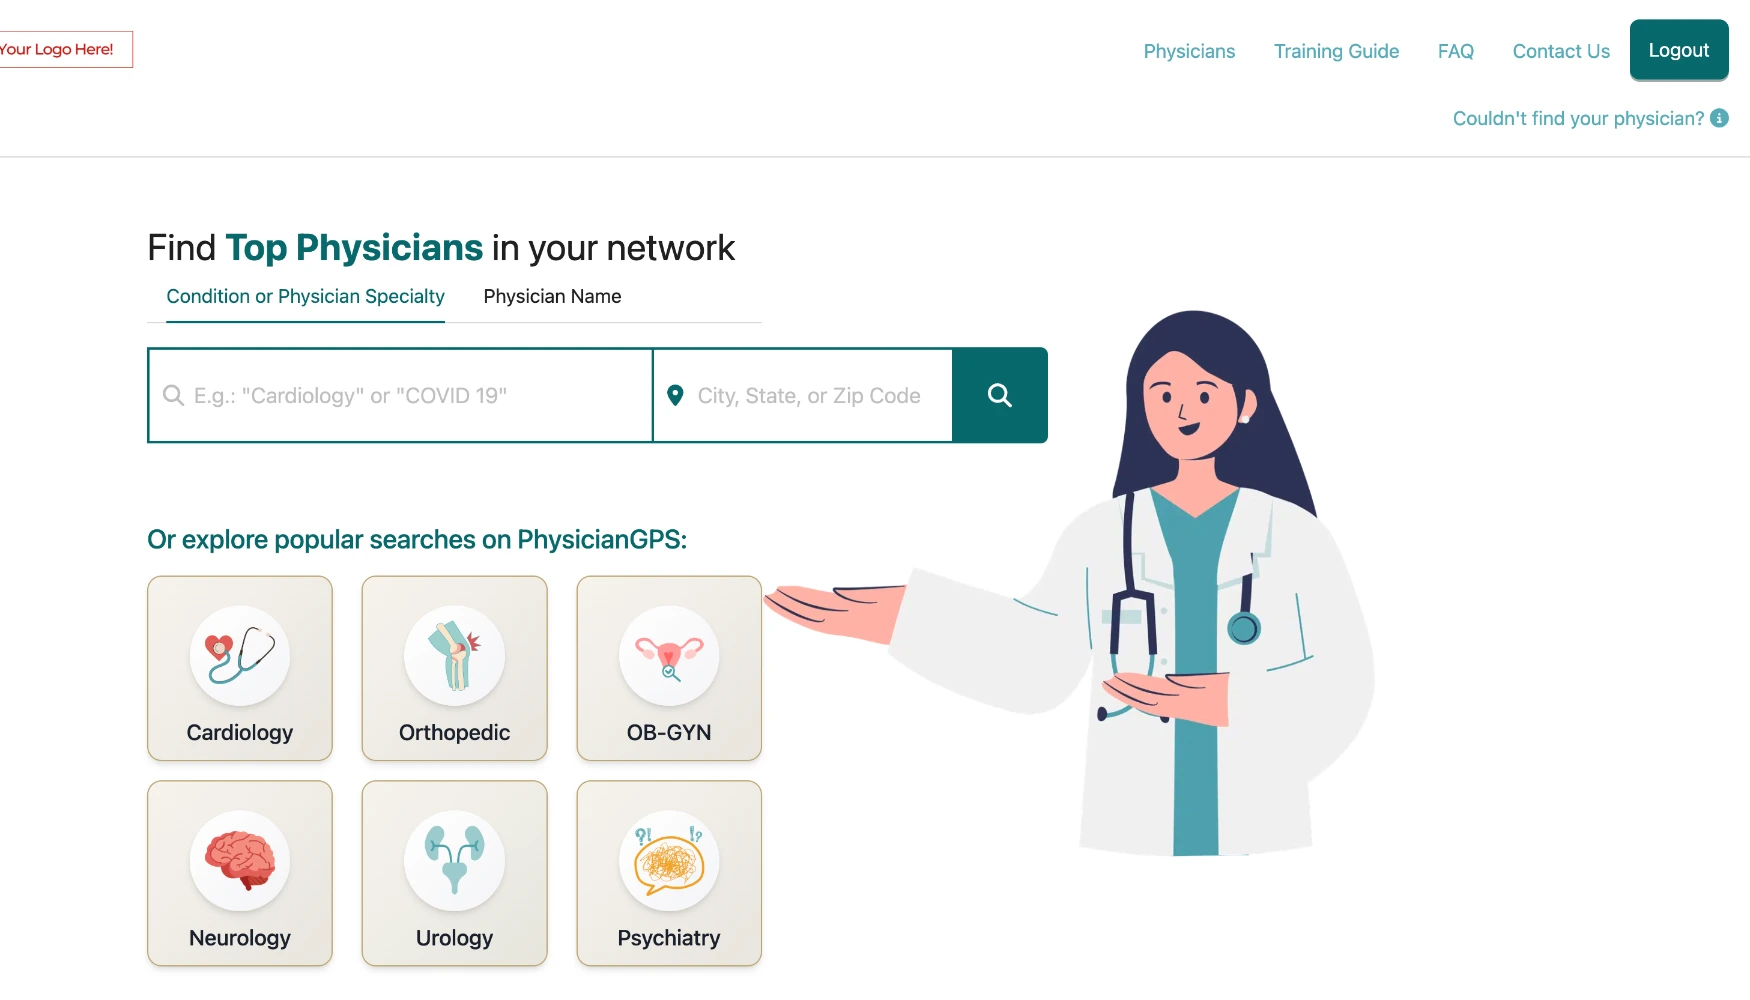 Your Logo Here!
Physicians
Training Guide
FAQ
Contact Us
Logout
Couldn't find your physician?
Find Top Physicians in your network
Condition or Physician Specialty
Physician Name
E.g.: "Cardiology" or "COVID 19"
City, State, or Zip Code
Or explore popular searches on PhysicianGPS:
Cardiology
Orthopedic
OB-GYN
?! !?
Neurology
Urology
Psychiatry